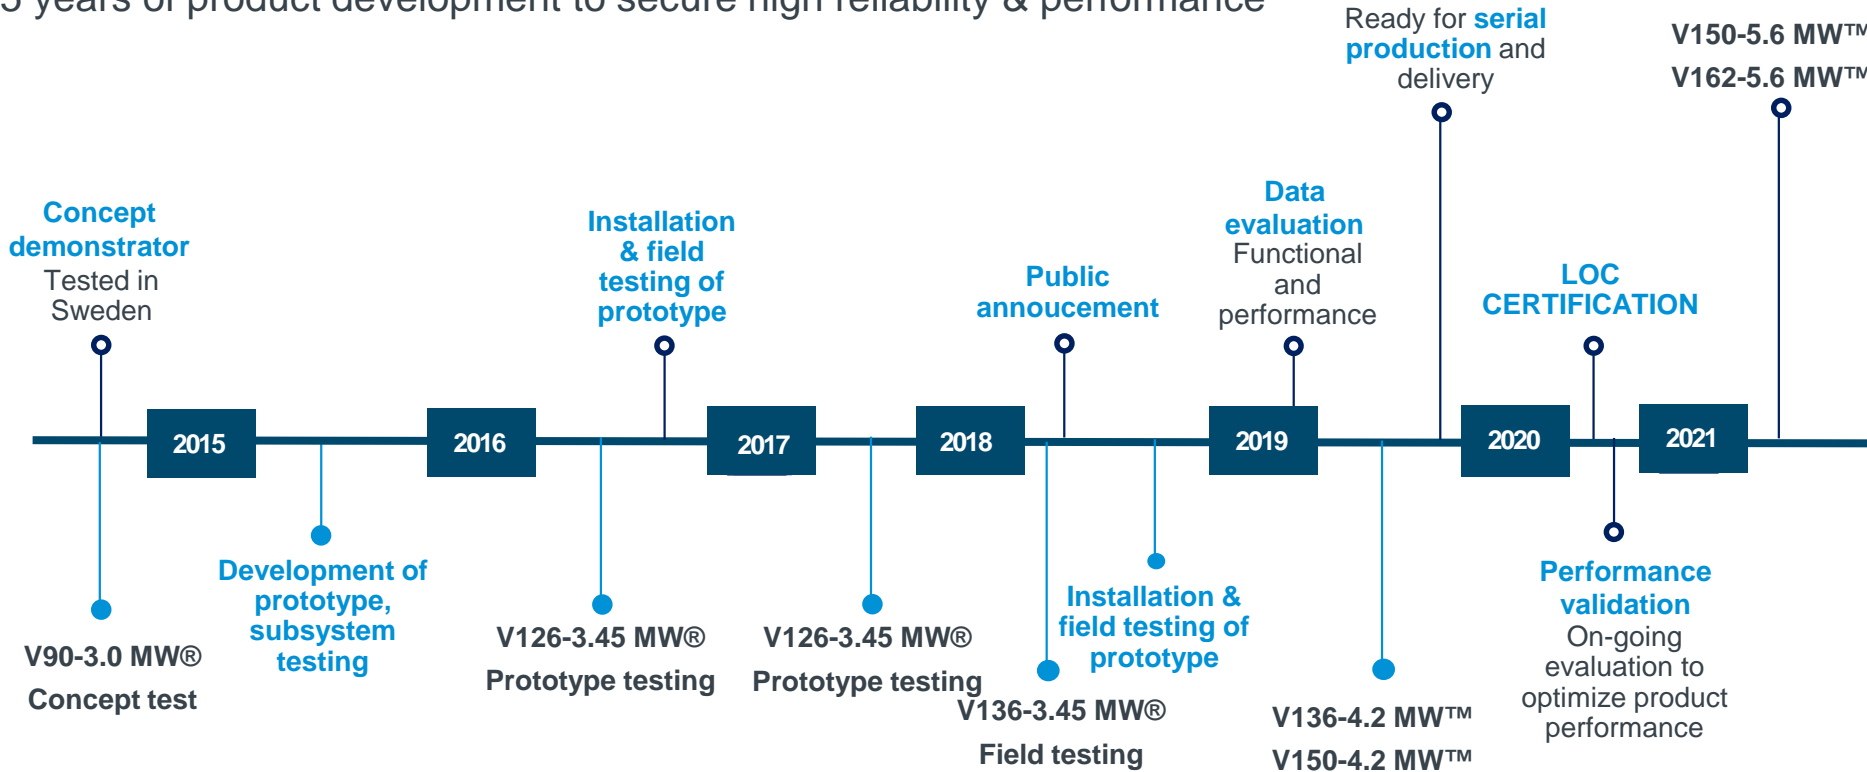 5 years of product development to secure high reliability & performance
Ready for serial
production and
delivery
V150-5.6 MW™
V162-5.6 MW™
Concept
demonstrator
Tested in
Sweden
Installation
& field
testing of
prototype
Public
annoucement
Data
evaluation
Functional
and
performance
LOC
CERTIFICATION
2015
2016
2017
2018
2019
2020
2021
V90-3.0 MW®
Concept test
Development of
prototype,
subsystem
testing
V126-3.45 MW®
Prototype testing
V126-3.45 MW®
Prototype testing
V136-3.45 MW®
Field testing
Installation &
field testing of
prototype
V136-4.2 MW™
V150-4.2 MW™
Performance
validation
On-going
evaluation to
optimize product
performance